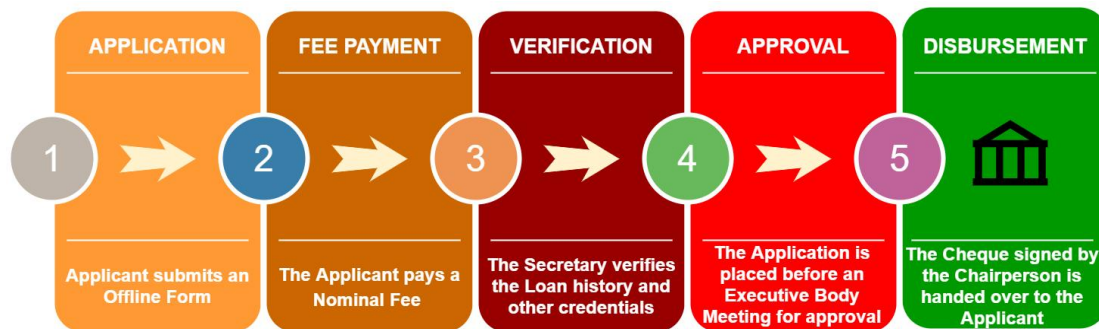 APPLICATION
1
Applicant submits an
Offline Form
FEE PAYMENT
2
The Applicant pays a
Nominal Fee
VERIFICATION
3
The Secretary verifies
the Loan history and
other credentials
APPROVAL
4
The Application is
placed before an
Executive Body
Meeting for approval
DISBURSEMENT
5
The Cheque signed by
the Chairperson is
handed over to the
Applicant